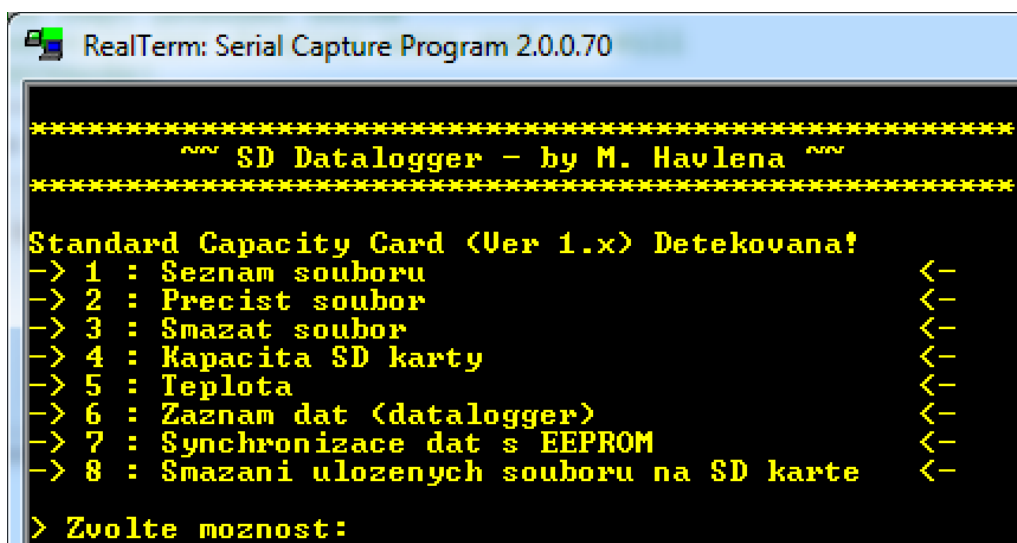 RealTerm: Serial Capture Program 2.0.0.70
******************************************************
~~ SD Datalogger - by M. Havlena ~~
******************************************************
Standard Capacity Card (Ver 1.x) Detekovana!
-> 1 : Seznam souboru <-
-> 2 : Precist soubor <-
-> 3 : Smazat soubor <-
-> 4 : Kapacita SD karty <-
-> 5 : Teplota <-
-> 6 : Zaznam dat (datalogger) <-
-> 7 : Synchronizace dat s EEPROM <-
-> 8 : Smazani ulozenych souboru na SD karte <-
> Zvolte moznost: